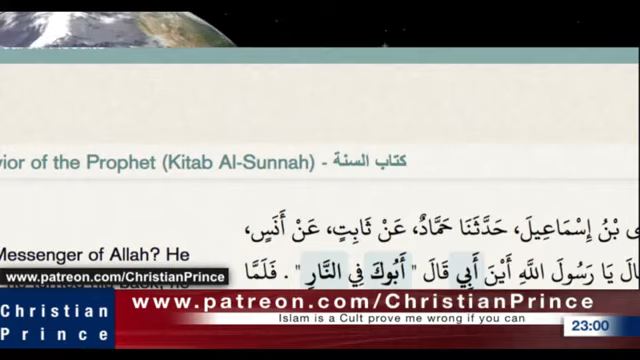 vior of the Prophet (Kitab Al-Sunnah) - كتاب السنة
ى بْنُ إِسْمَاعِيلَ، حَدَّثَنَا حَمَّادٌ، عَنْ ثَابِتٍ، عَنْ أَنَسٍ،
Messenger of Allah? He
الَ يَا رَسُولَ اللَّهِ أَيْنَ أَبِي قَالَ " أَبُوكَ فِي النَّارِ " . فَلَمَّا
www.patreon.com/ChristianPrince
www.patreon.com/ChristianPrince
Christian
Prince
Islam is a Cult prove me wrong if you can
23:00